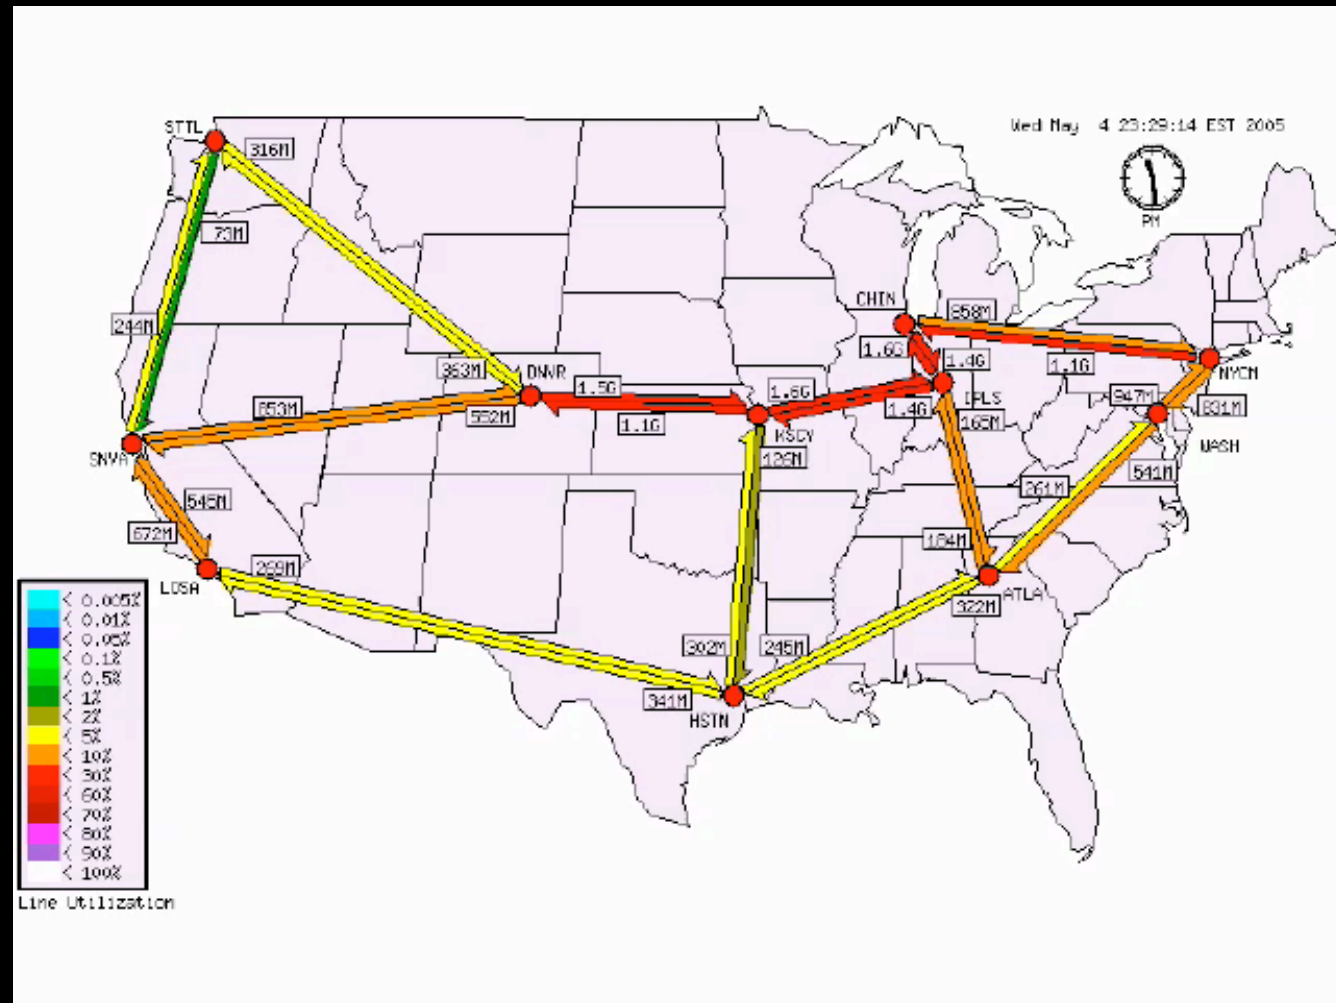 Wed May 4 23:29:14 EST 2005
PM
STTL
316M
73M
244M
363M
DNVR
653M
552M
SNVA
545M
672M
LOSA
269M
341M
HSTN
302M
245M
126M
KSCY
1.5G
1.1G
1.6G
1.4G
CHIN
1.6G
1.4G
IPLS
165M
184M
858M
1.1G
NYCM
947M
831M
WASH
541M
261M
ATLA
322M
< 0.005%
< 0.01%
< 0.05%
< 0.1%
< 0.5%
< 1%
< 2%
< 5%
< 10%
< 30%
< 60%
< 70%
< 80%
< 90%
< 100%
Line Utilization